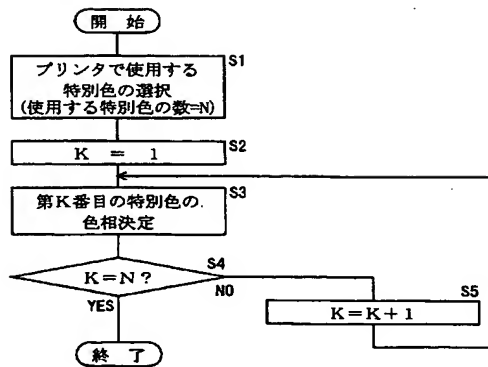 開 始
S1
プリンタで使用する
特別色の選択
(使用する特別色の数=N)
S2
K = 1
S3
第K番目の特別色の
色相決定
S4
K=N?
NO
YES
S5
K=K+1
終 了